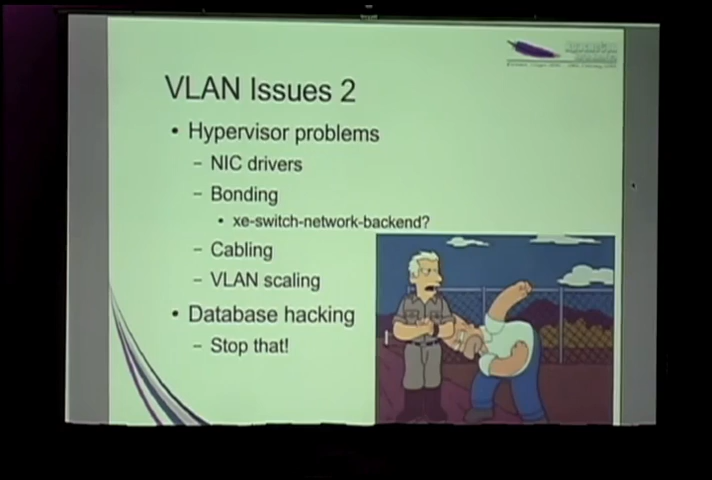 VLAN Issues 2
• Hypervisor problems
– NIC drivers
– Bonding
• xe-switch-network-backend?
– Cabling
– VLAN scaling
• Database hacking
– Stop that!